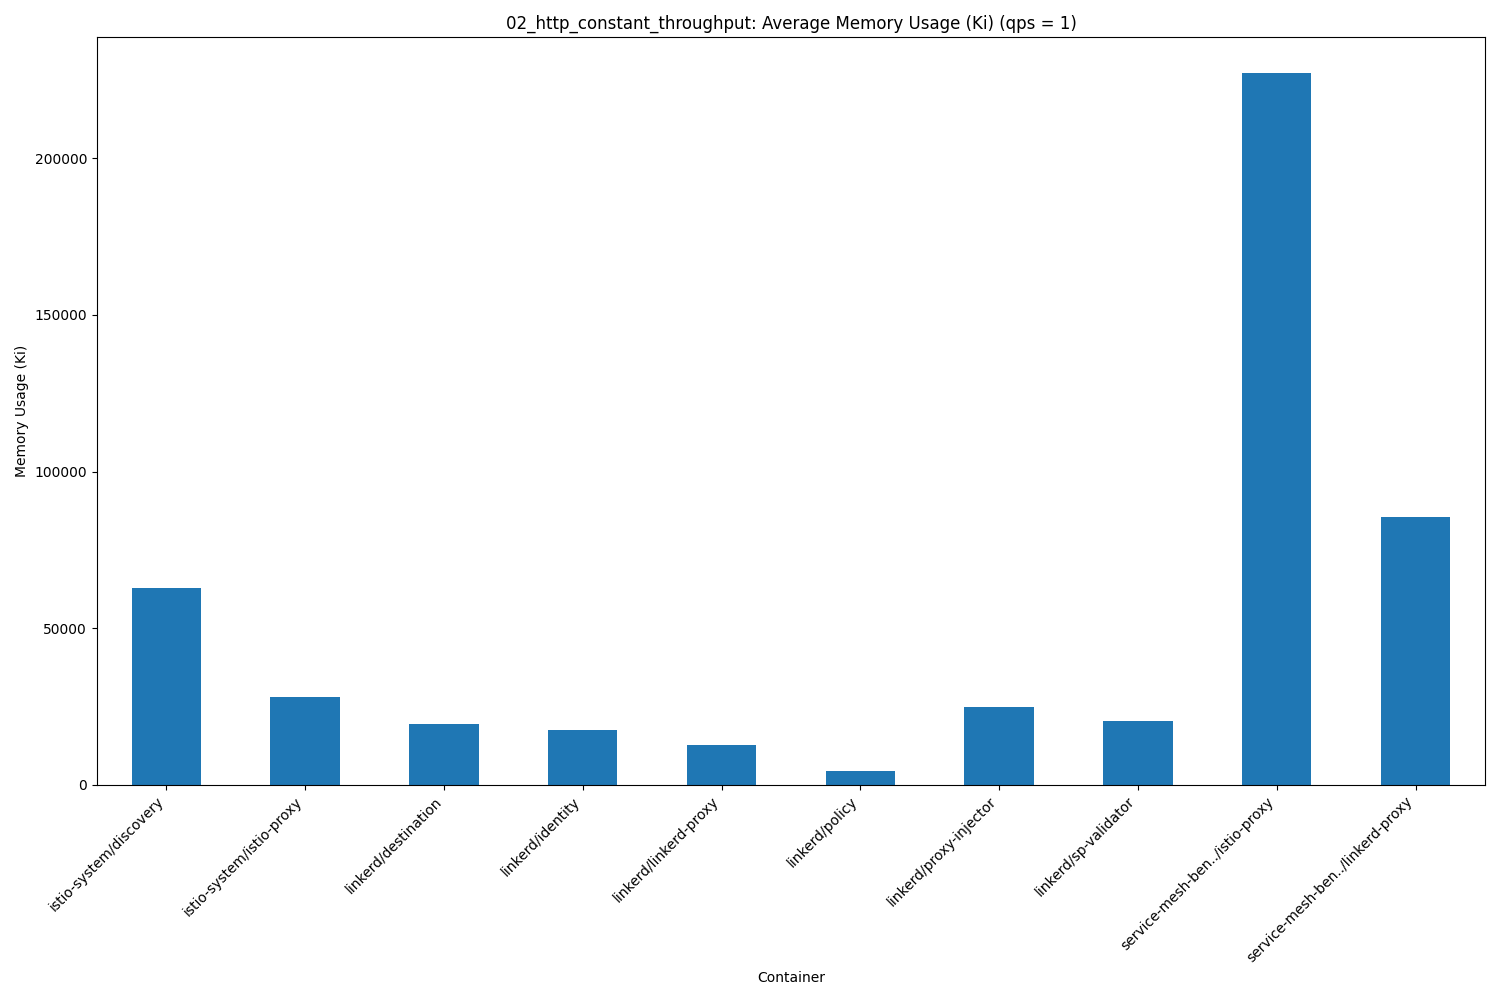 02_http_constant_throughput: Average Memory Usage (Ki) (qps = 1)
Memory Usage (Ki)
200000
150000
100000
50000
0
istio-system/discovery
istio-system/istio-proxy
linkerd/destination
linkerd/identity
linkerd/linkerd-proxy
linkerd/policy
linkerd/proxy-injector
linkerd/sp-validator
service-mesh-ben../istio-proxy
service-mesh-ben../linkerd-proxy
Container